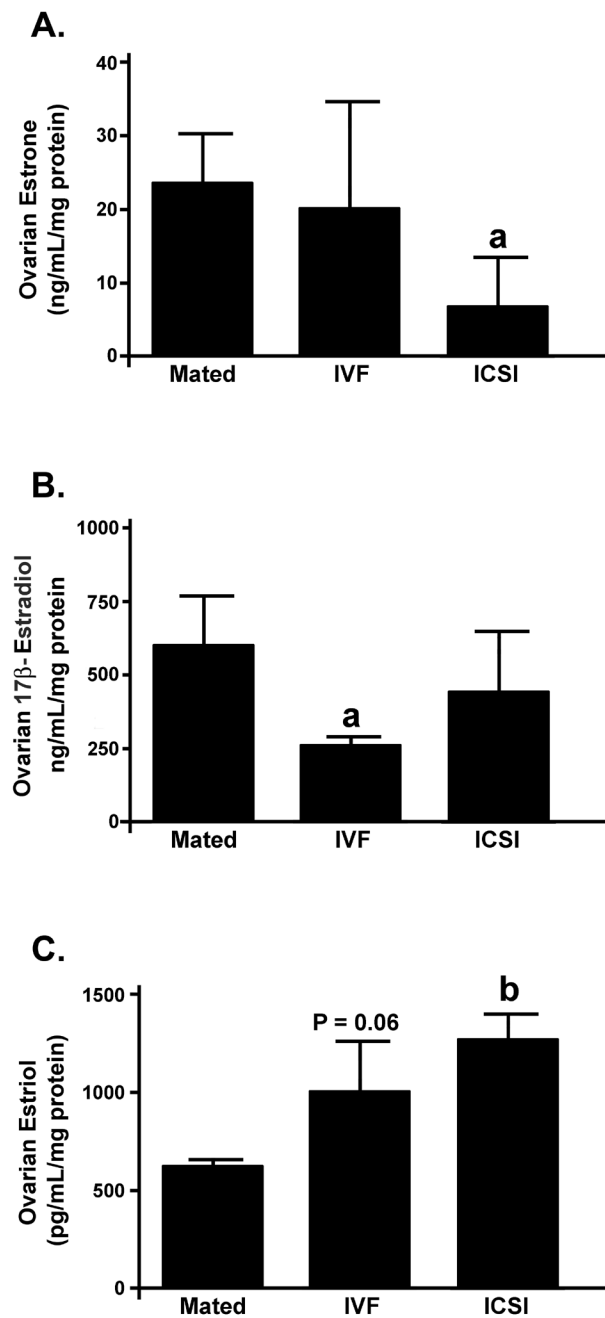 A.
Ovarian Estrone
(ng/mL/mg protein)
40
30
20
10
0
a
Mated IVF ICSI
B.
Ovarian 17β-Estradiol
ng/mL/mg protein
1000
750
500
250
0
a
Mated IVF ICSI
C.
Ovarian Estriol
(pg/mL/mg protein)
1500
1000
500
0
P = 0.06
b
Mated IVF ICSI